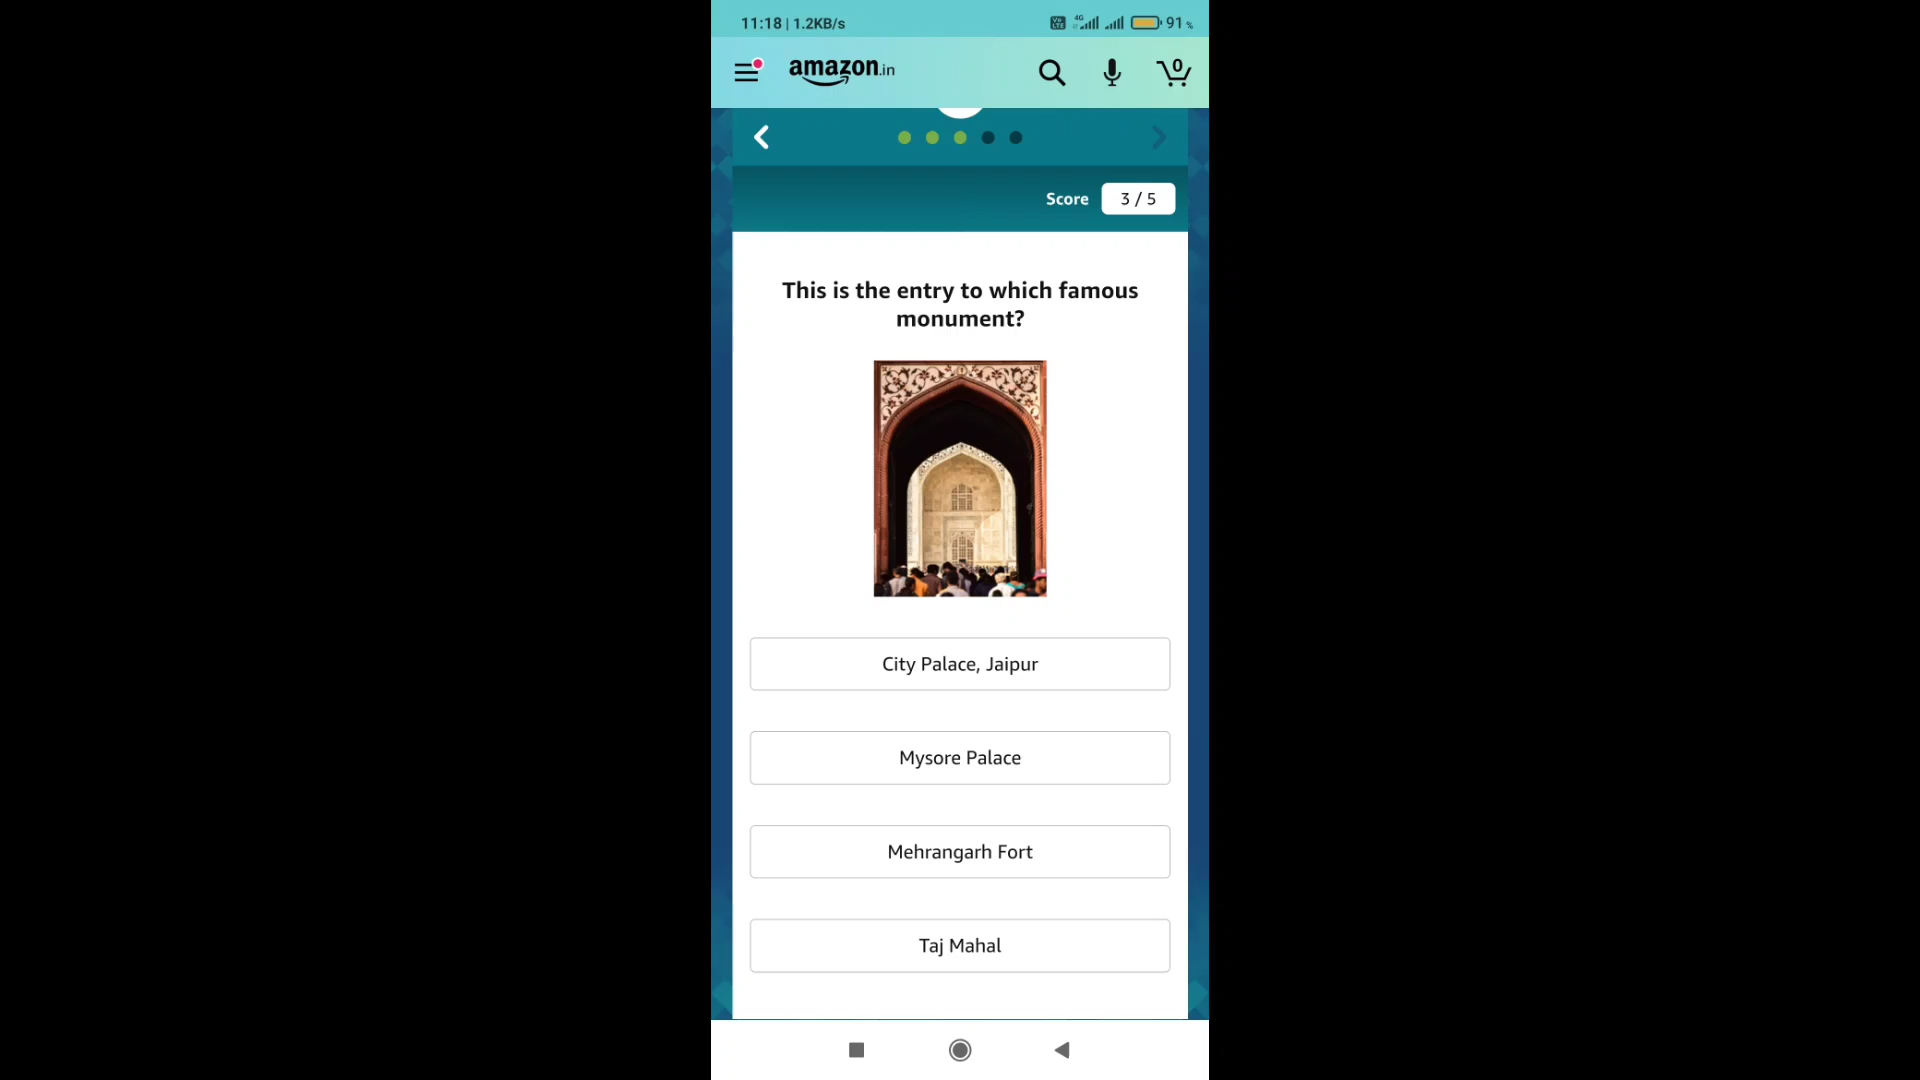 11:18 | 1.2KB/s
4G
91%
amazon.in
0
Score
3 / 5
This is the entry to which famous
monument?
City Palace, Jaipur
Mysore Palace
Mehrangarh Fort
Taj Mahal